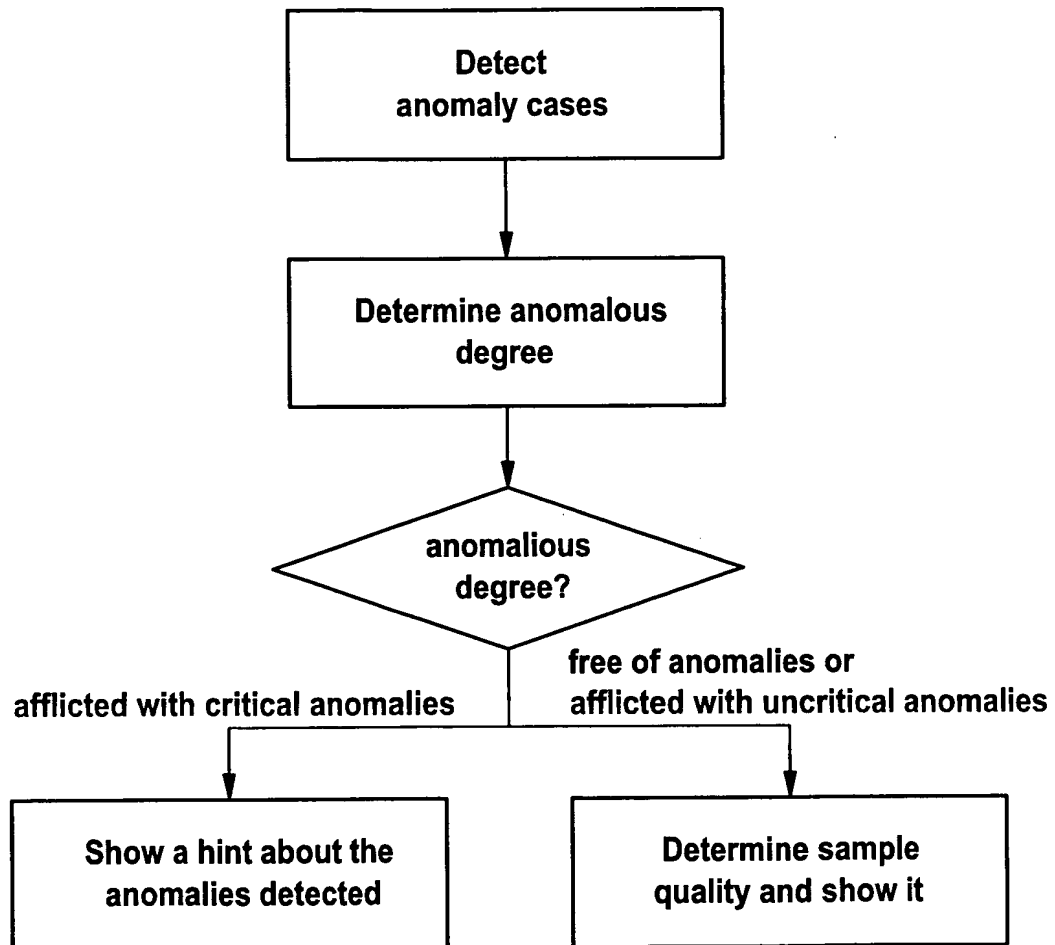 Detect
anomaly cases
Determine anomalous
degree
anomalious
degree?
afflicted with critical anomalies
free of anomalies or
afflicted with uncritical anomalies
Show a hint about the
anomalies detected
Determine sample
quality and show it